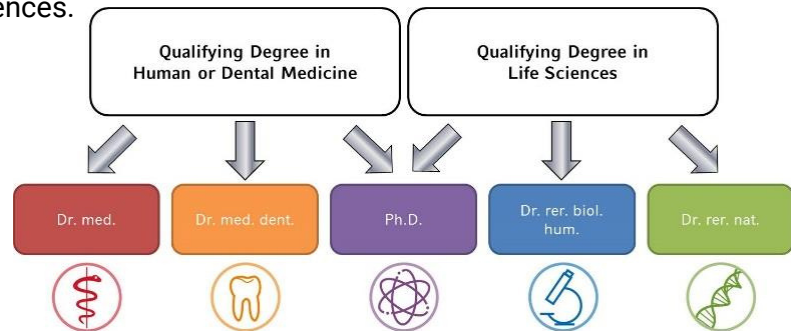 ences.
Qualifying Degree in
Human or Dental Medicine
Qualifying Degree in
Life Sciences
Dr. med.
Dr. med. dent.
Ph.D.
Dr. rer. biol.
hum.
Dr. rer. nat.